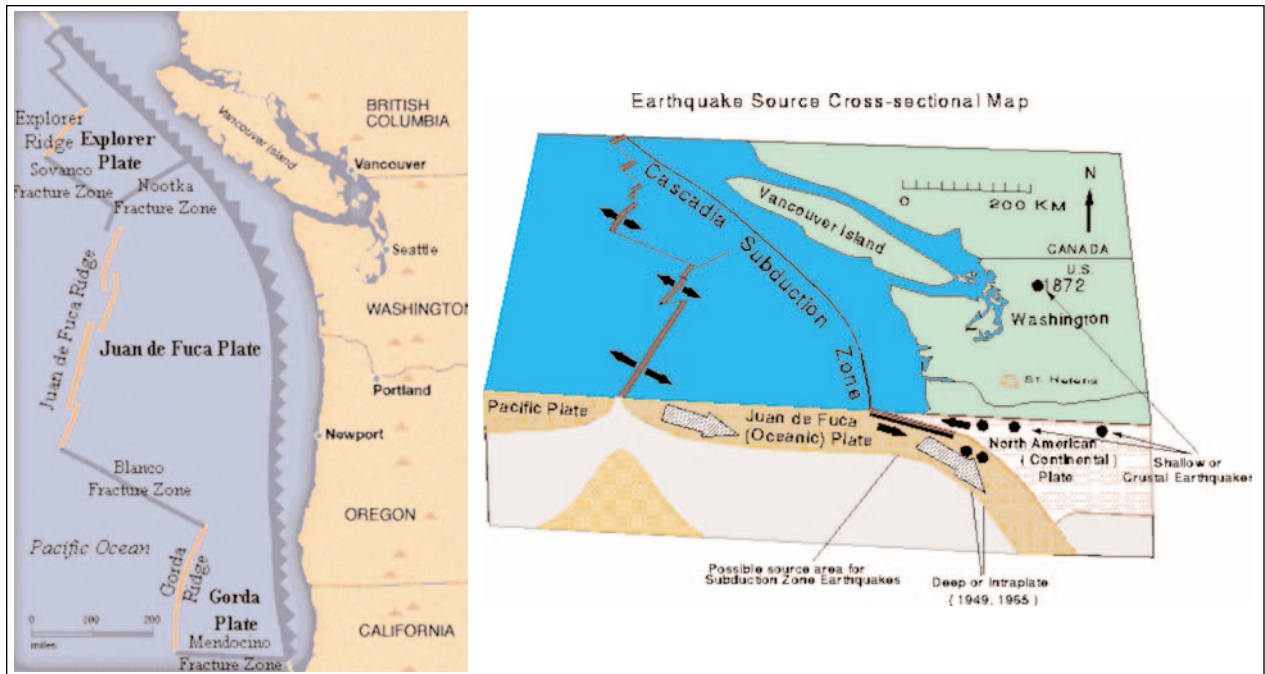 BRITISH
COLUMBIA
Explorer
Ridge
Explorer
Plate
Vancouver Island
Vancouver
Sovanco
Fracture Zone
Nootka
Fracture Zone
Seattle
Juan de Fuca Ridge
WASHINGTON
Juan de Fuca Plate
Portland
Newport
Blanco
Fracture Zone
OREGON
Pacific Ocean
Gorda
Ridge
Gorda
Plate
0 100 200
miles
Mendocino
Fracture Zone
CALIFORNIA
Earthquake Source Cross-sectional Map
Cascadia Subduction Zone
Vancouver Island
N
0 200 KM
CANADA
U.S.
1872
Washington
St. Helens
Pacific Plate
Juan de Fuca
(Oceanic) Plate
North American
(Continental)
Plate
Shallow or
Crustal Earthquakes
Possible source area for
Subduction Zone Earthquakes
Deep or Intraplate
(1949, 1965)